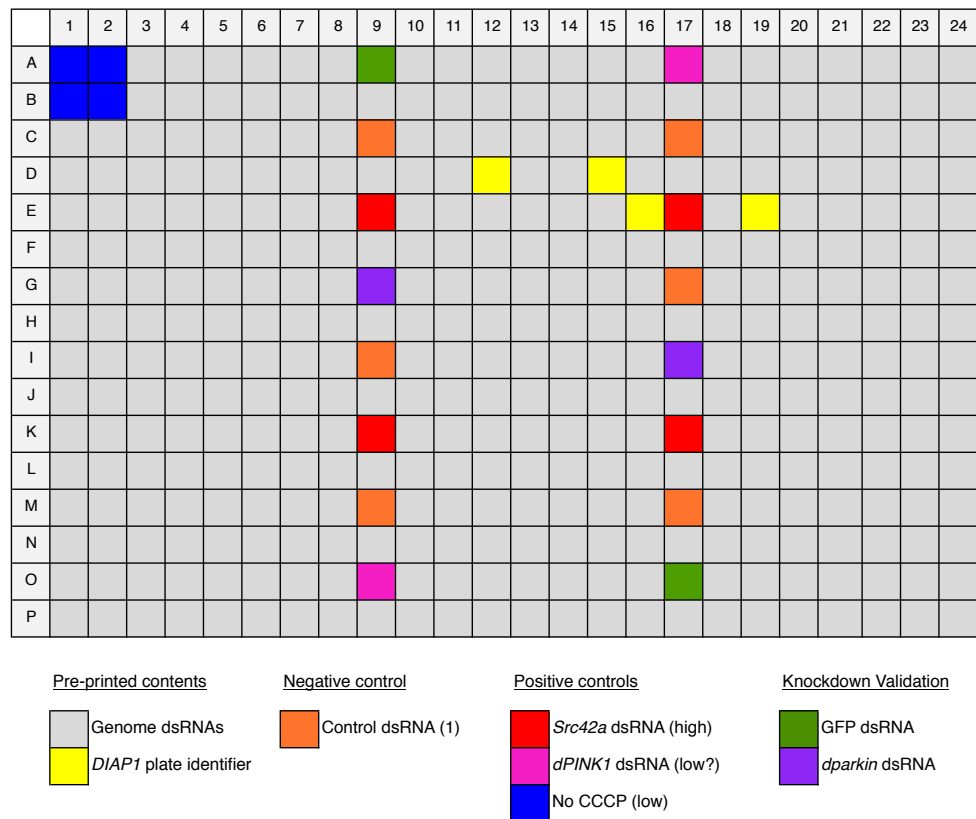 1 2 3 4 5 6 7 8 9 10 11 12 13 14 15 16 17 18 19 20 21 22 23 24
A
B
C
D
E
F
G
H
I
J
K
L
M
N
O
P
Pre-printed contents
Genome dsRNAs
DIAP1 plate identifier
Negative control
Control dsRNA (1)
Positive controls
Src42a dsRNA (high)
dPINK1 dsRNA (low?)
No CCCP (low)
Knockdown Validation
GFP dsRNA
dparkin dsRNA